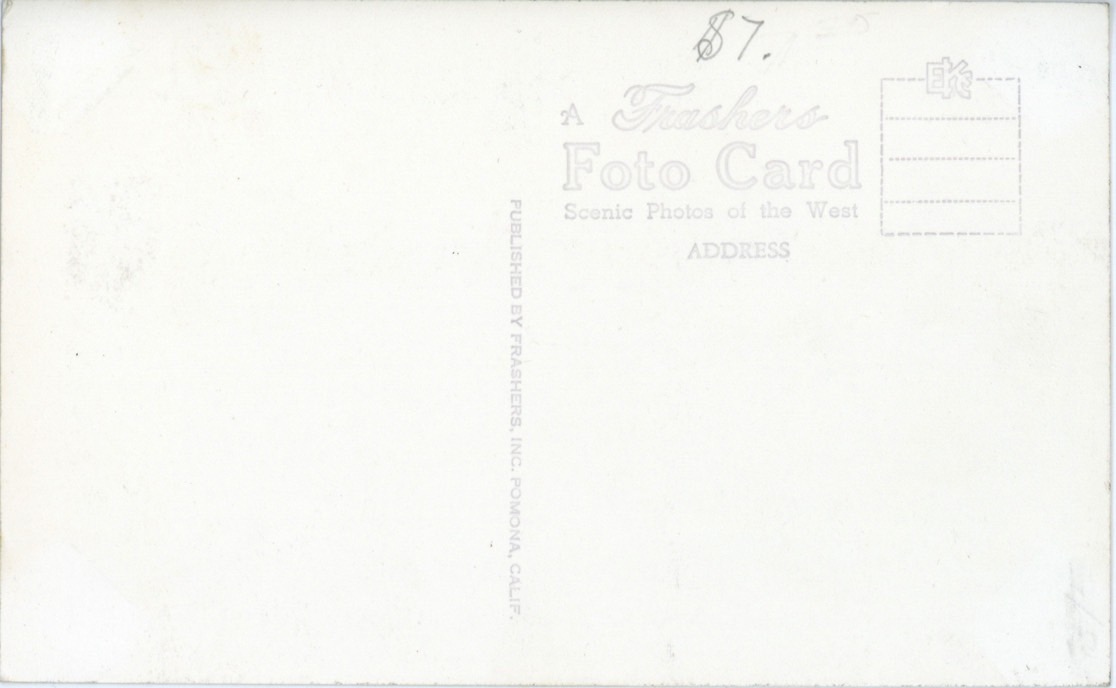 $7.
A Frashers
Foto Card
Scenic Photos of the West
ADDRESS
EKC
PUBLISHED BY FRASHERS, INC. POMONA, CALIF.